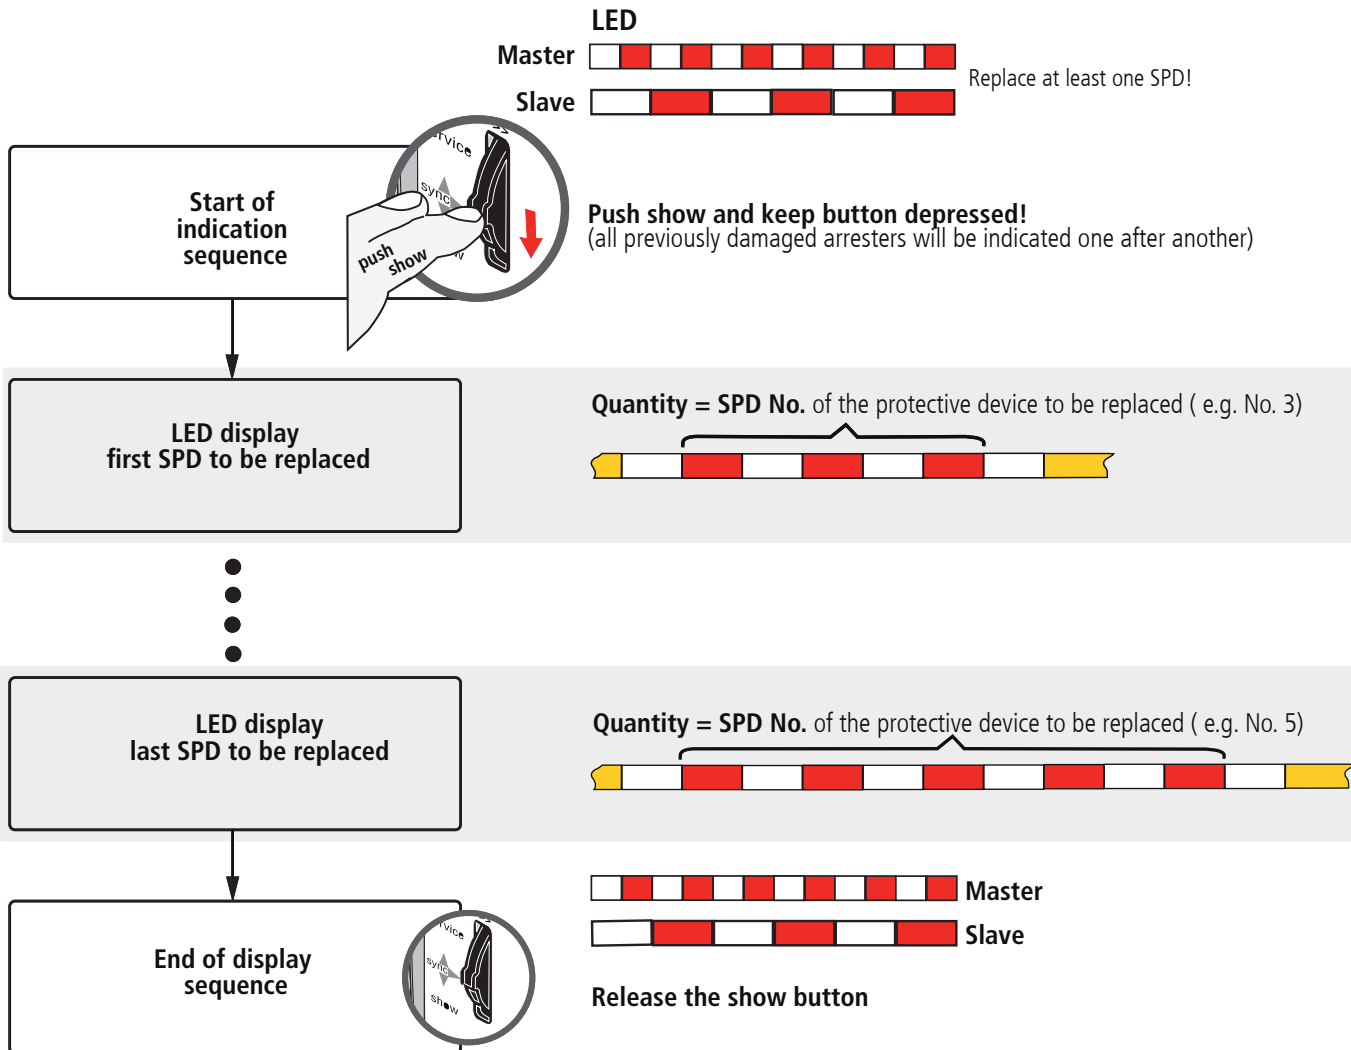 LED
Master
Replace at least one SPD!
Slave
Start of
indication
sequence
rvice
sync
push
show
w
Push show and keep button depressed!
(all previously damaged arresters will be indicated one after another)
LED display
first SPD to be replaced
Quantity = SPD No. of the protective device to be replaced ( e.g. No. 3)
LED display
last SPD to be replaced
Quantity = SPD No. of the protective device to be replaced ( e.g. No. 5)
Master
Slave
End of display
sequence
rvice
sync
show
Release the show button